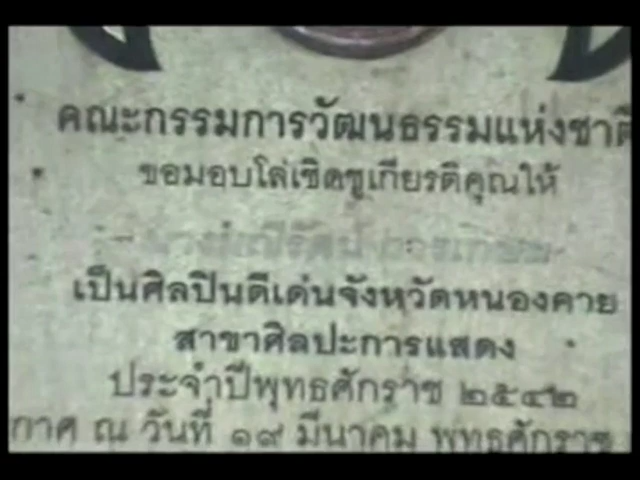 คณะกรรมการวัฒนธรรมแห่งชาติ
ขอมอบโล่เชิดชูเกียรติคุณให้
เป็นศิลปินดีเด่นจังหวัดหนองคาย
สาขาศิลปะการแสดง
ประจำปีพุทธศักราช ๒๕๔๒
กาศ ณ วันที่ ๑๙ มีนาคม พุทธศักราช